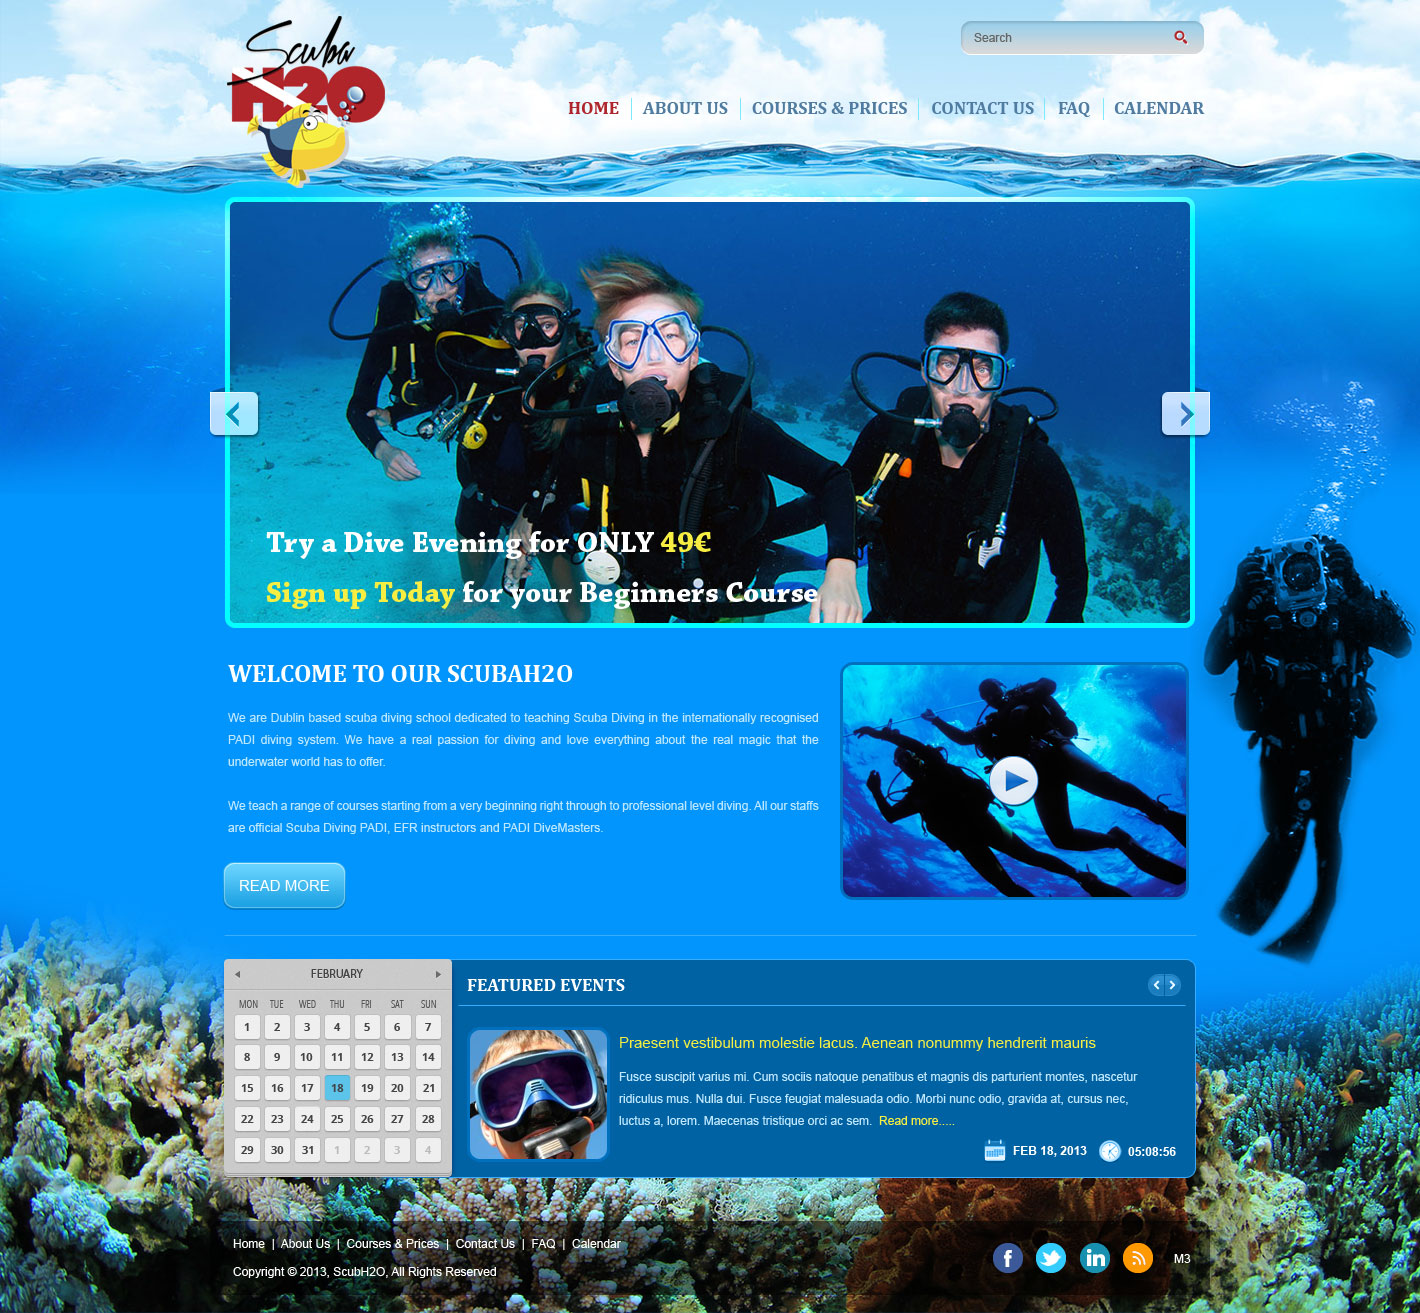 Scuba
H2O
Search
HOME ABOUT US COURSES & PRICES CONTACT US FAQ CALENDAR
Try a Dive Evening for ONLY 49€
Sign up Today for your Beginners Course
WELCOME TO OUR SCUBAH2O
We are Dublin based scuba diving school dedicated to teaching Scuba Diving in the internationally recognised
PADI diving system. We have a real passion for diving and love everything about the real magic that the
underwater world has to offer.
We teach a range of courses starting from a very beginning right through to professional level diving. All our staffs
are official Scuba Diving PADI, EFR instructors and PADI DiveMasters.
READ MORE
FEBRUARY
MON TUE WED THU FRI SAT SUN
1 2 3 4 5 6 7
8 9 10 11 12 13 14
15 16 17 18 19 20 21
22 23 24 25 26 27 28
29 30 31 1 2 3 4
FEATURED EVENTS
Praesent vestibulum molestie lacus. Aenean nonummy hendrerit mauris
Fusce suscipit varius mi. Cum sociis natoque penatibus et magnis dis parturient montes, nascetur
ridiculus mus. Nulla dui. Fusce feugiat malesuada odio. Morbi nunc odio, gravida at, cursus nec,
luctus a, lorem. Maecenas tristique orci ac sem. Read more.....
FEB 18, 2013 05:08:56
Home | About Us | Courses & Prices | Contact Us | FAQ | Calendar
Copyright © 2013, ScubH2O, All Rights Reserved
f in M3